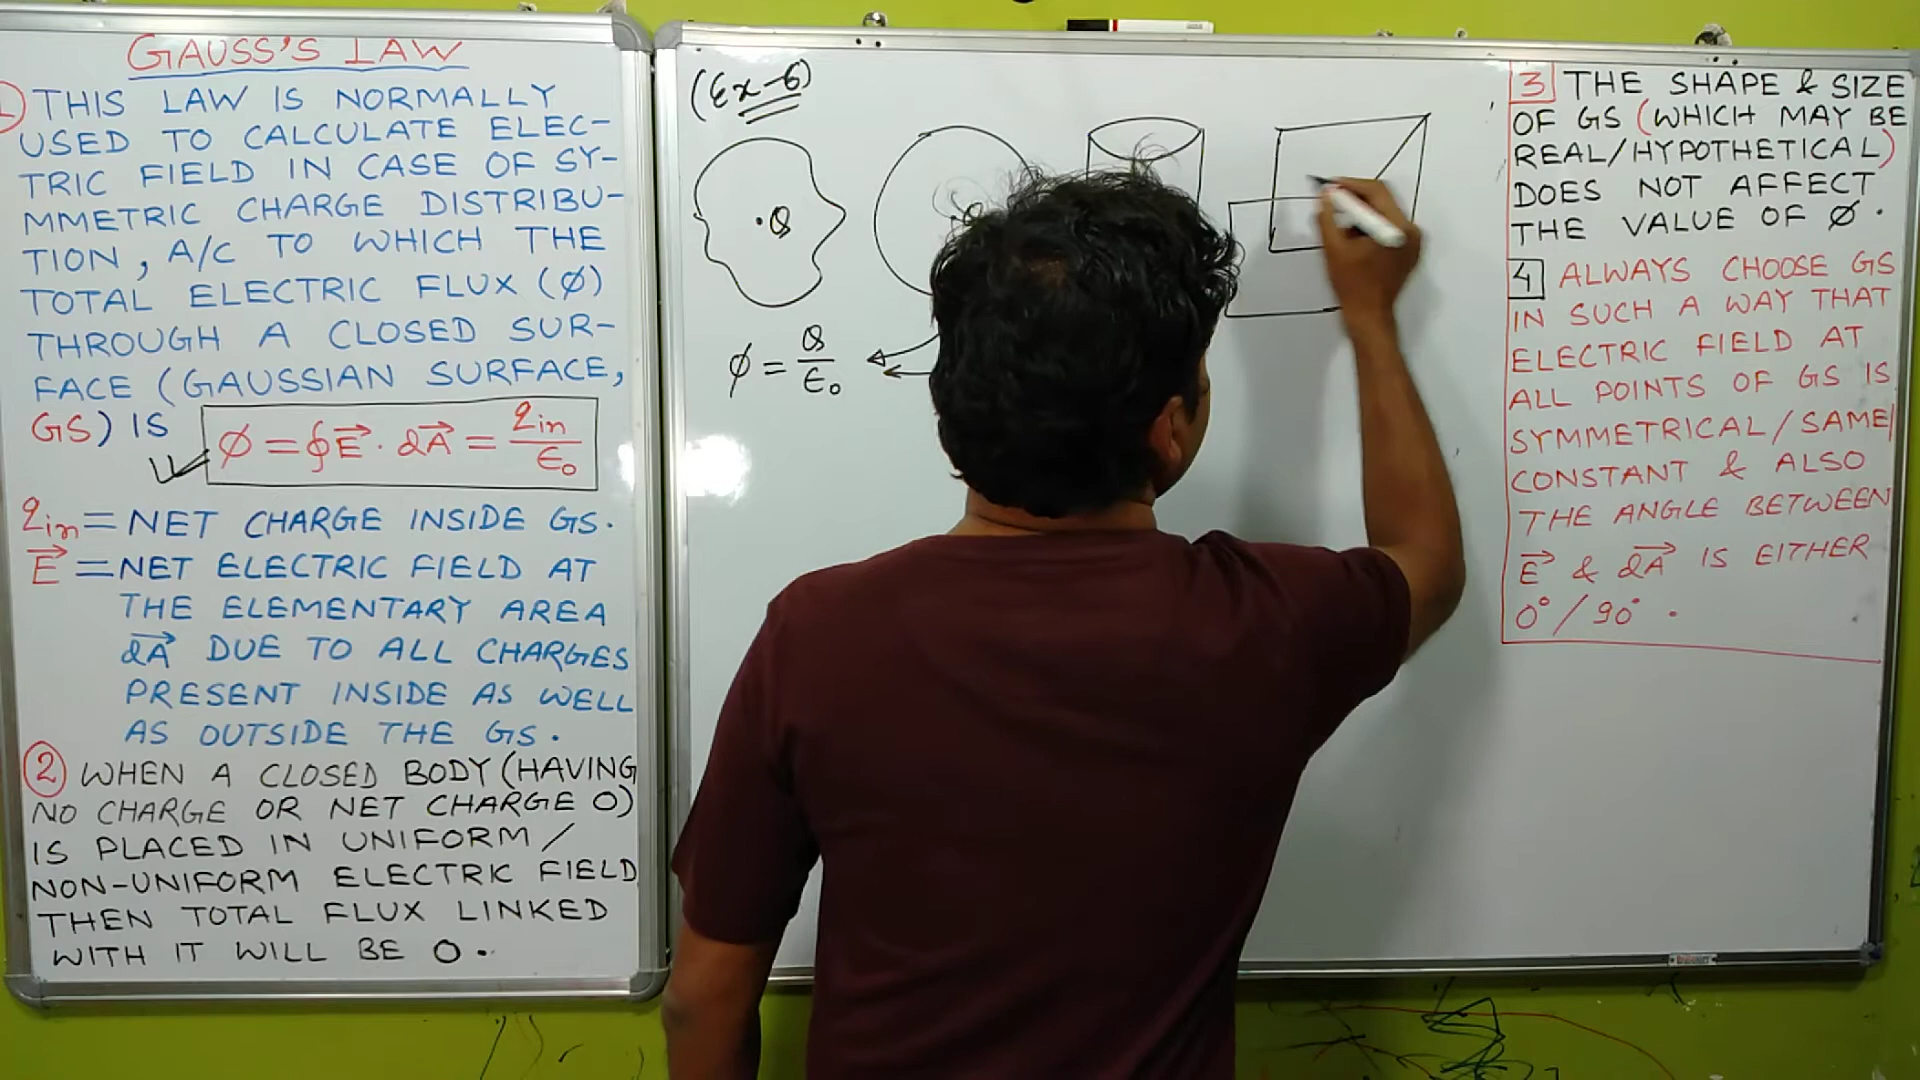 GAUSS'S LAW
1 THIS LAW IS NORMALLY
USED TO CALCULATE ELEC-
TRIC FIELD IN CASE OF SY-
MMETRIC CHARGE DISTRIBU-
TION, A/C TO WHICH THE
TOTAL ELECTRIC FLUX (Ø)
THROUGH A CLOSED SUR-
FACE (GAUSSIAN SURFACE,
GS) IS Ø = ∮E⃗ · dA⃗ = qin/ϵ₀
qin = NET CHARGE INSIDE GS.
E⃗ = NET ELECTRIC FIELD AT
THE ELEMENTARY AREA
dA⃗ DUE TO ALL CHARGES
PRESENT INSIDE AS WELL
AS OUTSIDE THE GS.
2 WHEN A CLOSED BODY (HAVING
NO CHARGE OR NET CHARGE 0)
IS PLACED IN UNIFORM /
NON-UNIFORM ELECTRIC FIELD
THEN TOTAL FLUX LINKED
WITH IT WILL BE 0.
(Ex-6)
Q
Ø = Q/ϵ₀
3 THE SHAPE & SIZE
OF GS (WHICH MAY BE
REAL/HYPOTHETICAL)
DOES NOT AFFECT
THE VALUE OF Ø.
4 ALWAYS CHOOSE GS
IN SUCH A WAY THAT
ELECTRIC FIELD AT
ALL POINTS OF GS IS
SYMMETRICAL/SAME/
CONSTANT & ALSO
THE ANGLE BETWEEN
E⃗ & dA⃗ IS EITHER
0°/90°.